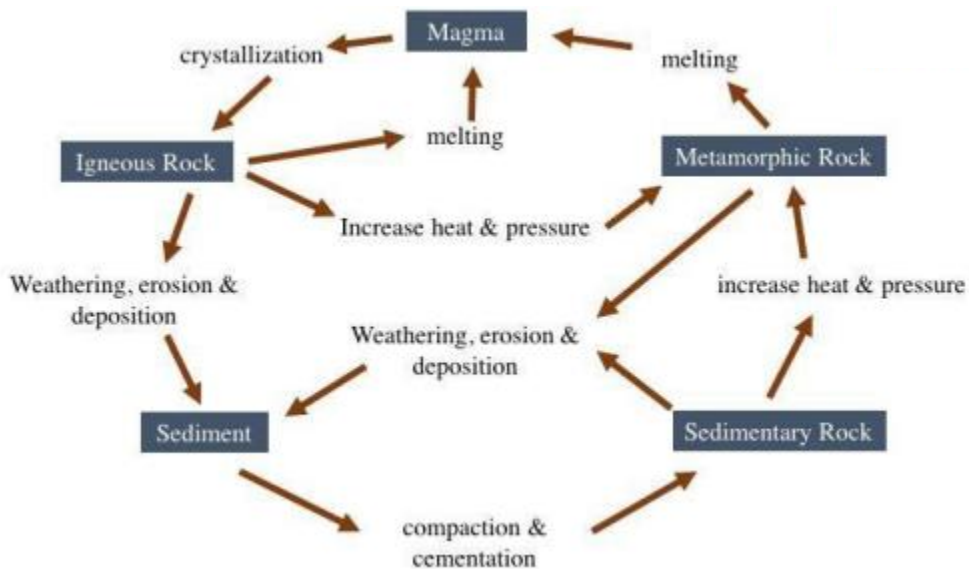 Magma
crystallization
melting
melting
Igneous Rock
Metamorphic Rock
Increase heat & pressure
Weathering, erosion &
deposition
increase heat & pressure
Weathering, erosion &
deposition
Sediment
Sedimentary Rock
compaction &
cementation